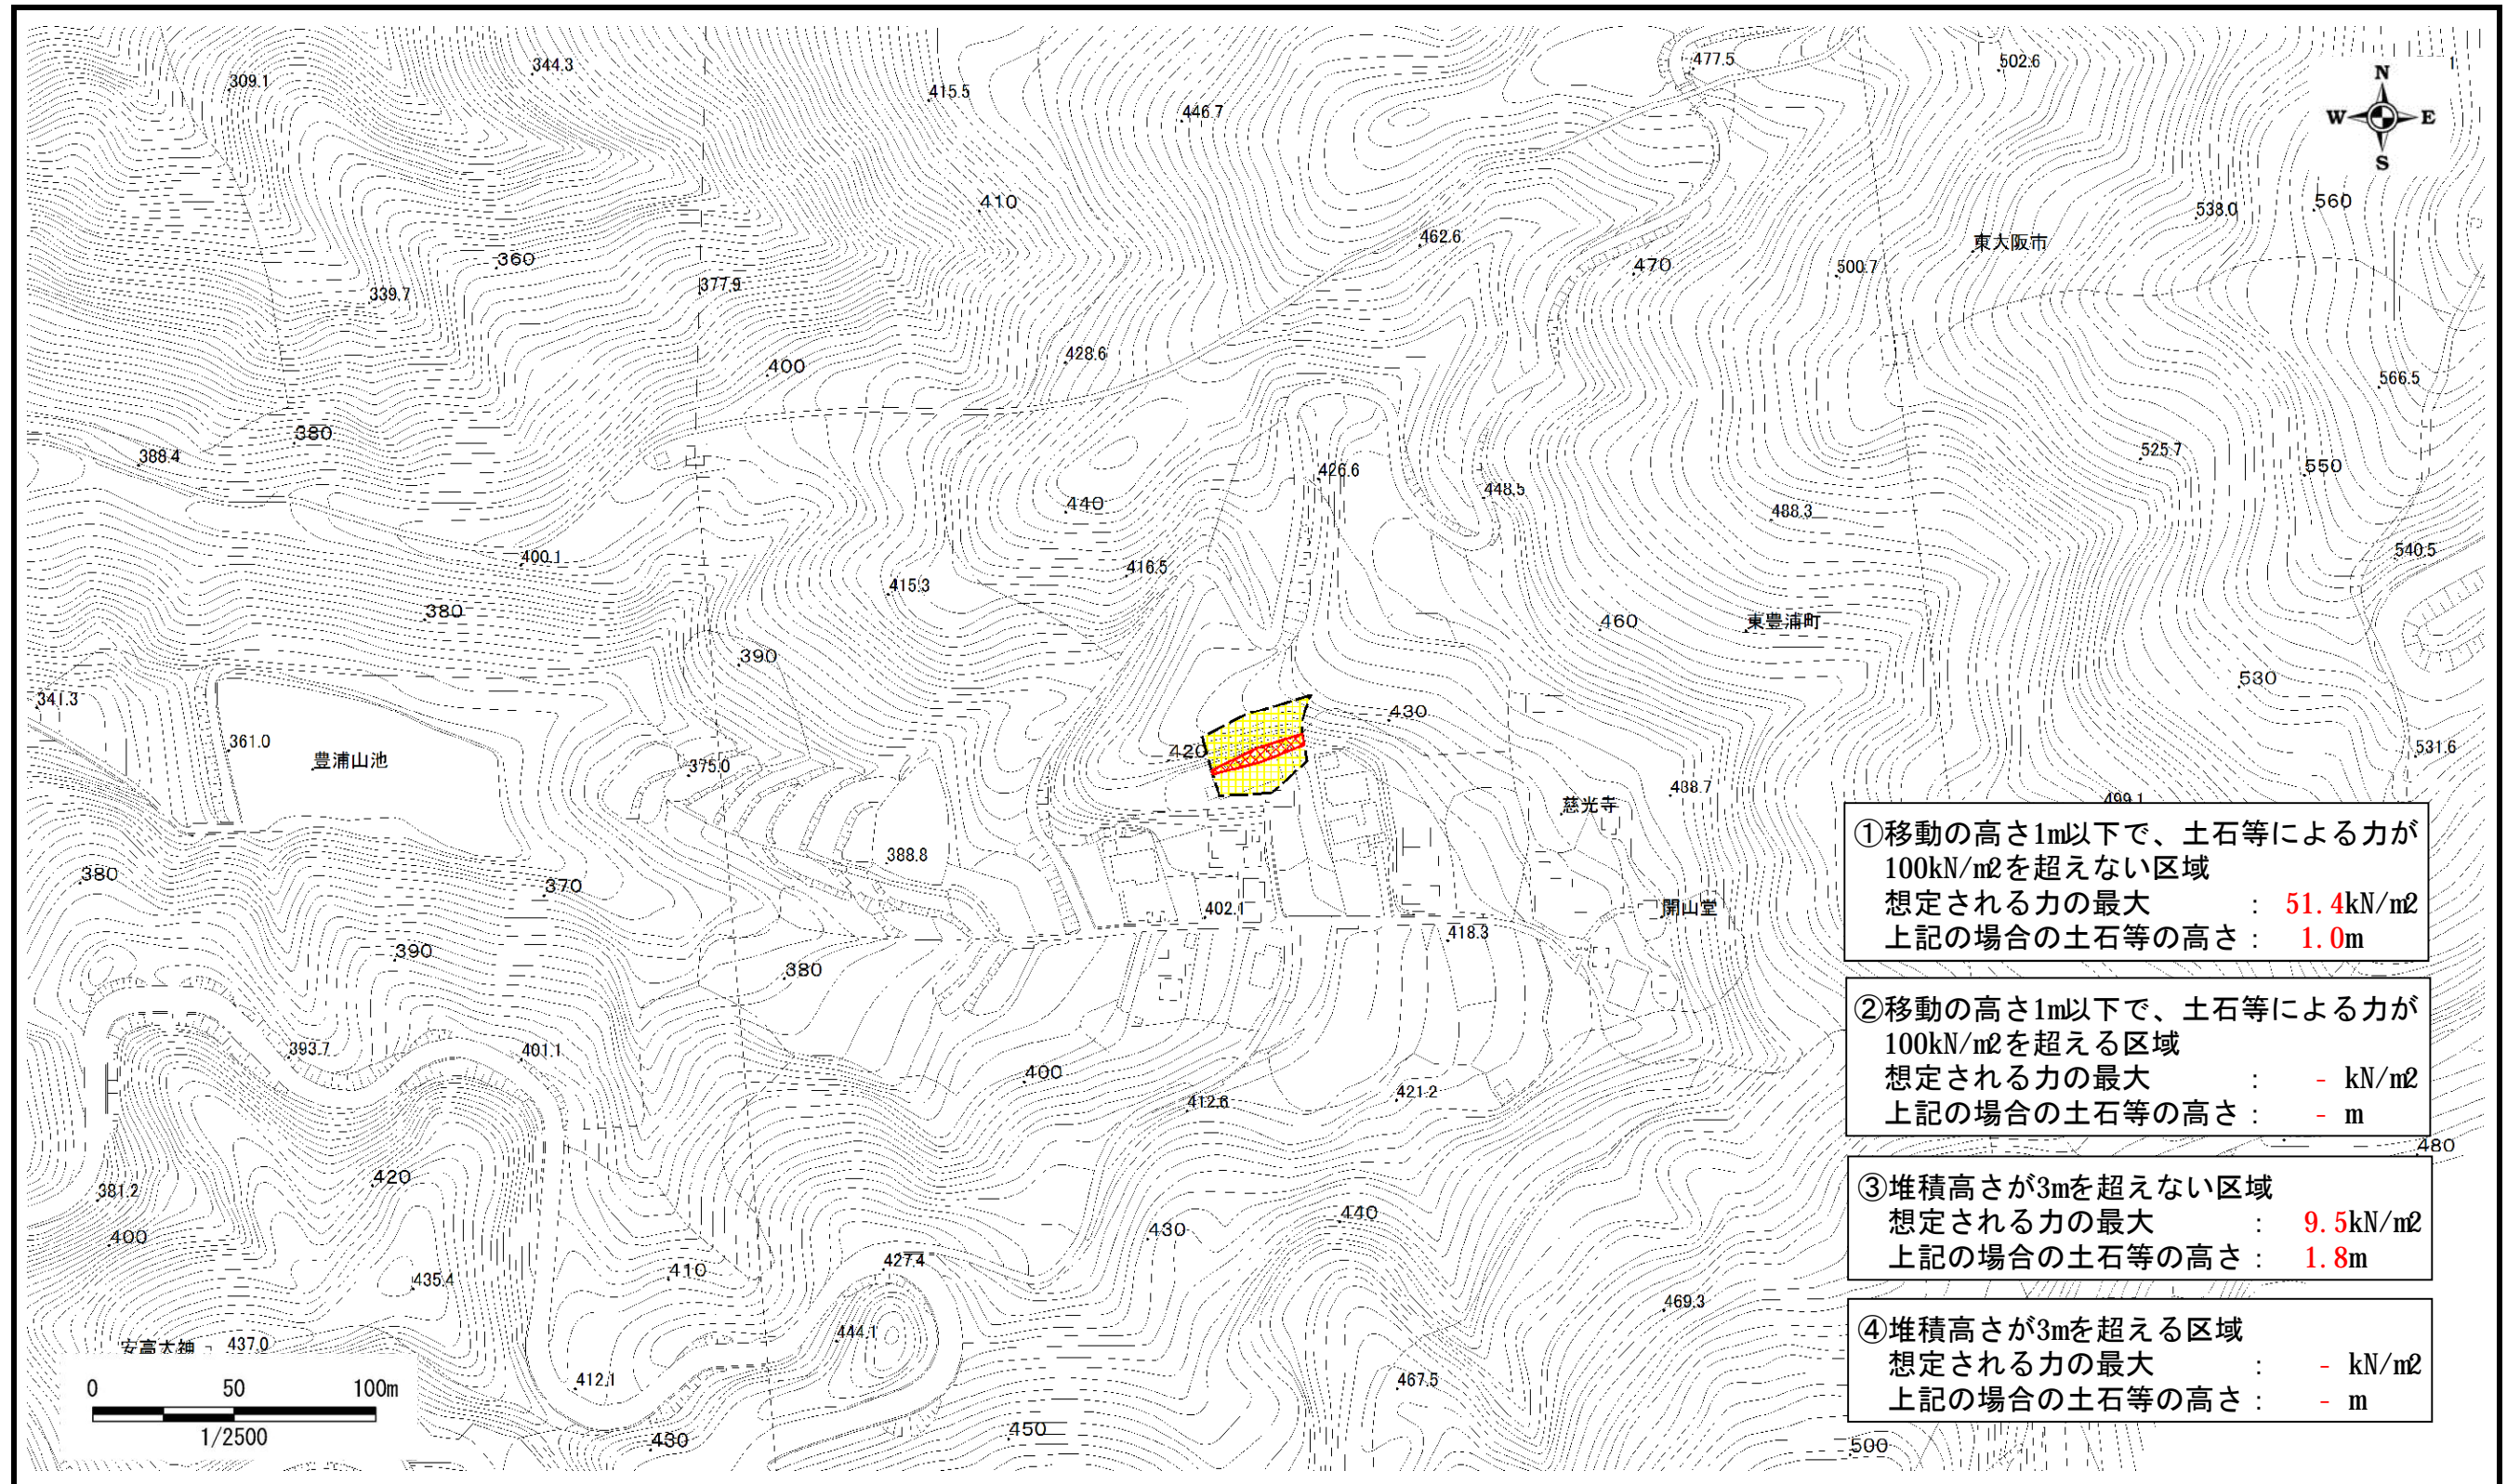 477.5
502.6
344.3
309.1
415.5
446.7
N
W
E
S
410
538.0
560
462.6
東大阪市
360
470
500.7
377.9
339.7
428.6
400
566.5
380
388.4
426.6
525.7
550
448.5
440
488.3
400.1
540.5
416.5
415.3
380
460
東豊浦町
390
530
341.3
430
361.0
420
531.6
豊浦山池
375.0
438.7
慈光寺
499.1
388.8
380
370
402.1
開山堂
418.3
390
380
393.7
401.1
400
421.2
412.6
480
420
381.2
440
430
400
427.4
410
435.4
469.3
444.1
安高大神
437.0
412.1
467.5
450
430
500
①移動の高さ1m以下で、土石等による力が
100kN/m2を超えない区域
想定される力の最大 : 51.4kN/m2
上記の場合の土石等の高さ : 1.0m
②移動の高さ1m以下で、土石等による力が
100kN/m2を超える区域
想定される力の最大 : - kN/m2
上記の場合の土石等の高さ : - m
③堆積高さが3mを超えない区域
想定される力の最大 : 9.5kN/m2
上記の場合の土石等の高さ : 1.8m
④堆積高さが3mを超える区域
想定される力の最大 : - kN/m2
上記の場合の土石等の高さ : - m
0 50 100m
1/2500